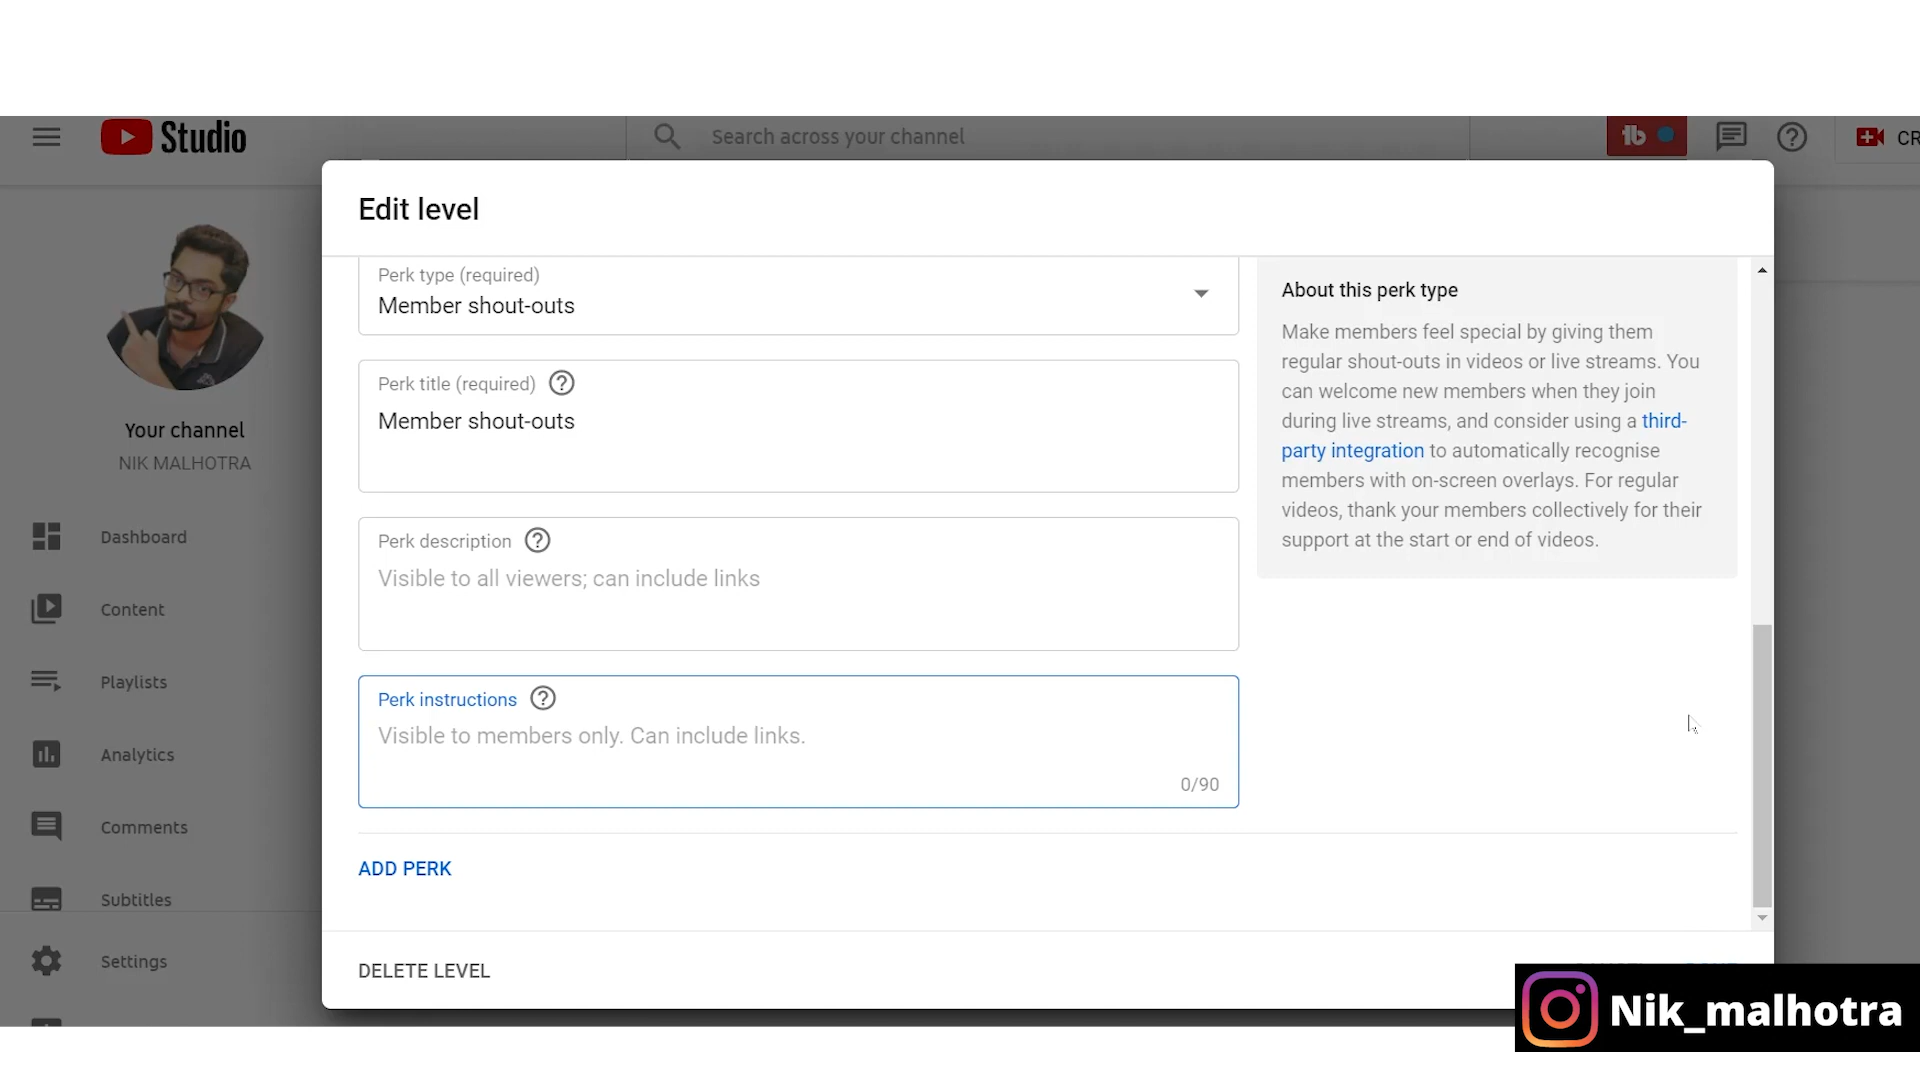 Studio
Search across your channel
CR
Edit level
Perk type (required)
Member shout-outs
Perk title (required)
Member shout-outs
Perk description
Visible to all viewers; can include links
Perk instructions
Visible to members only. Can include links.
0/90
ADD PERK
DELETE LEVEL
About this perk type
Make members feel special by giving them
regular shout-outs in videos or live streams. You
can welcome new members when they join
during live streams, and consider using a third-
party integration to automatically recognise
members with on-screen overlays. For regular
videos, thank your members collectively for their
support at the start or end of videos.
Your channel
NIK MALHOTRA
Dashboard
Content
Playlists
Analytics
Comments
Subtitles
Settings
Nik_malhotra